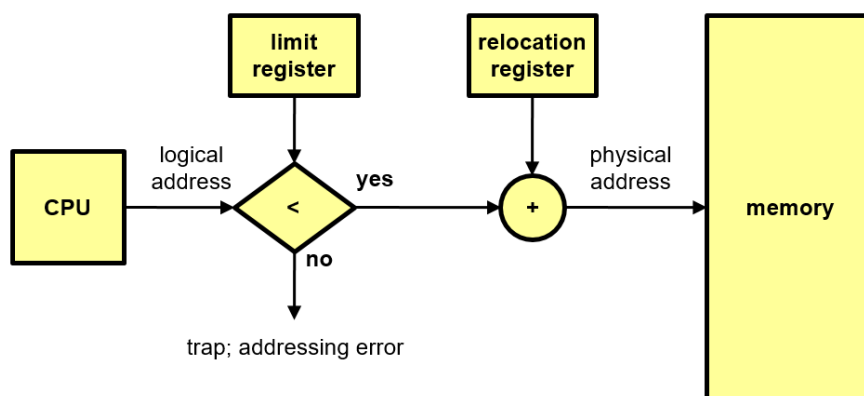 limit
register
relocation
register
CPU
logical
address
<
yes
+
physical
address
memory
no
trap; addressing error